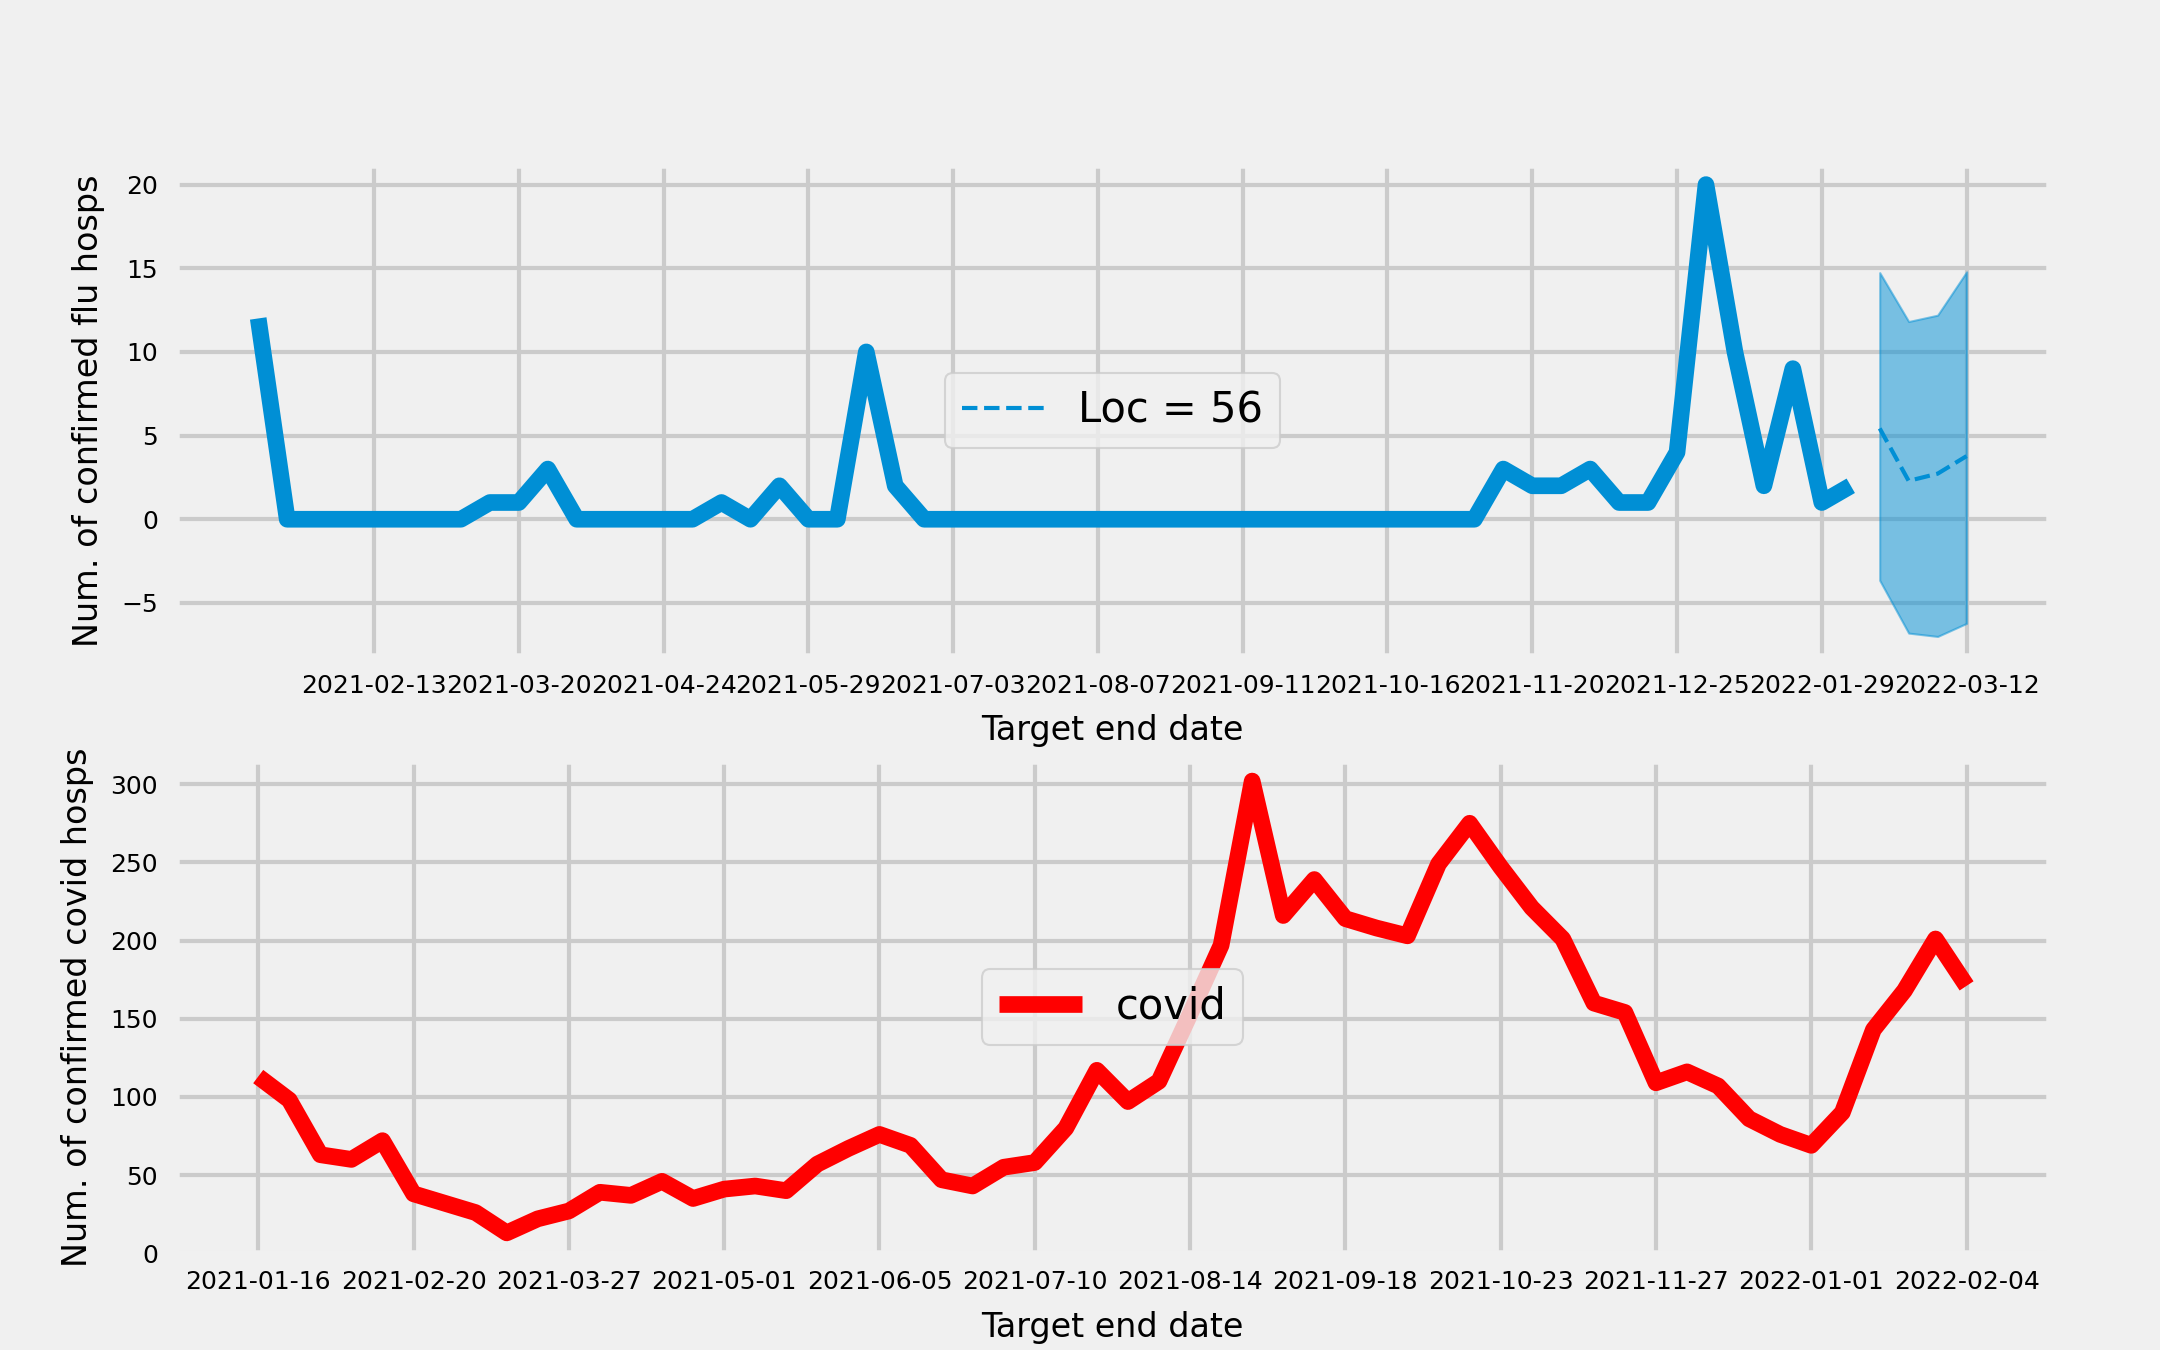 Num. of confirmed flu hosps
20
15
10
5
0
−5
Loc = 56
2021-02-13 2021-03-20 2021-04-24 2021-05-29 2021-07-03 2021-08-07 2021-09-11 2021-10-16 2021-11-20 2021-12-25 2022-01-29 2022-03-12
Target end date
Num. of confirmed covid hosps
300
250
200
150
100
50
0
covid
2021-01-16 2021-02-20 2021-03-27 2021-05-01 2021-06-05 2021-07-10 2021-08-14 2021-09-18 2021-10-23 2021-11-27 2022-01-01 2022-02-04
Target end date